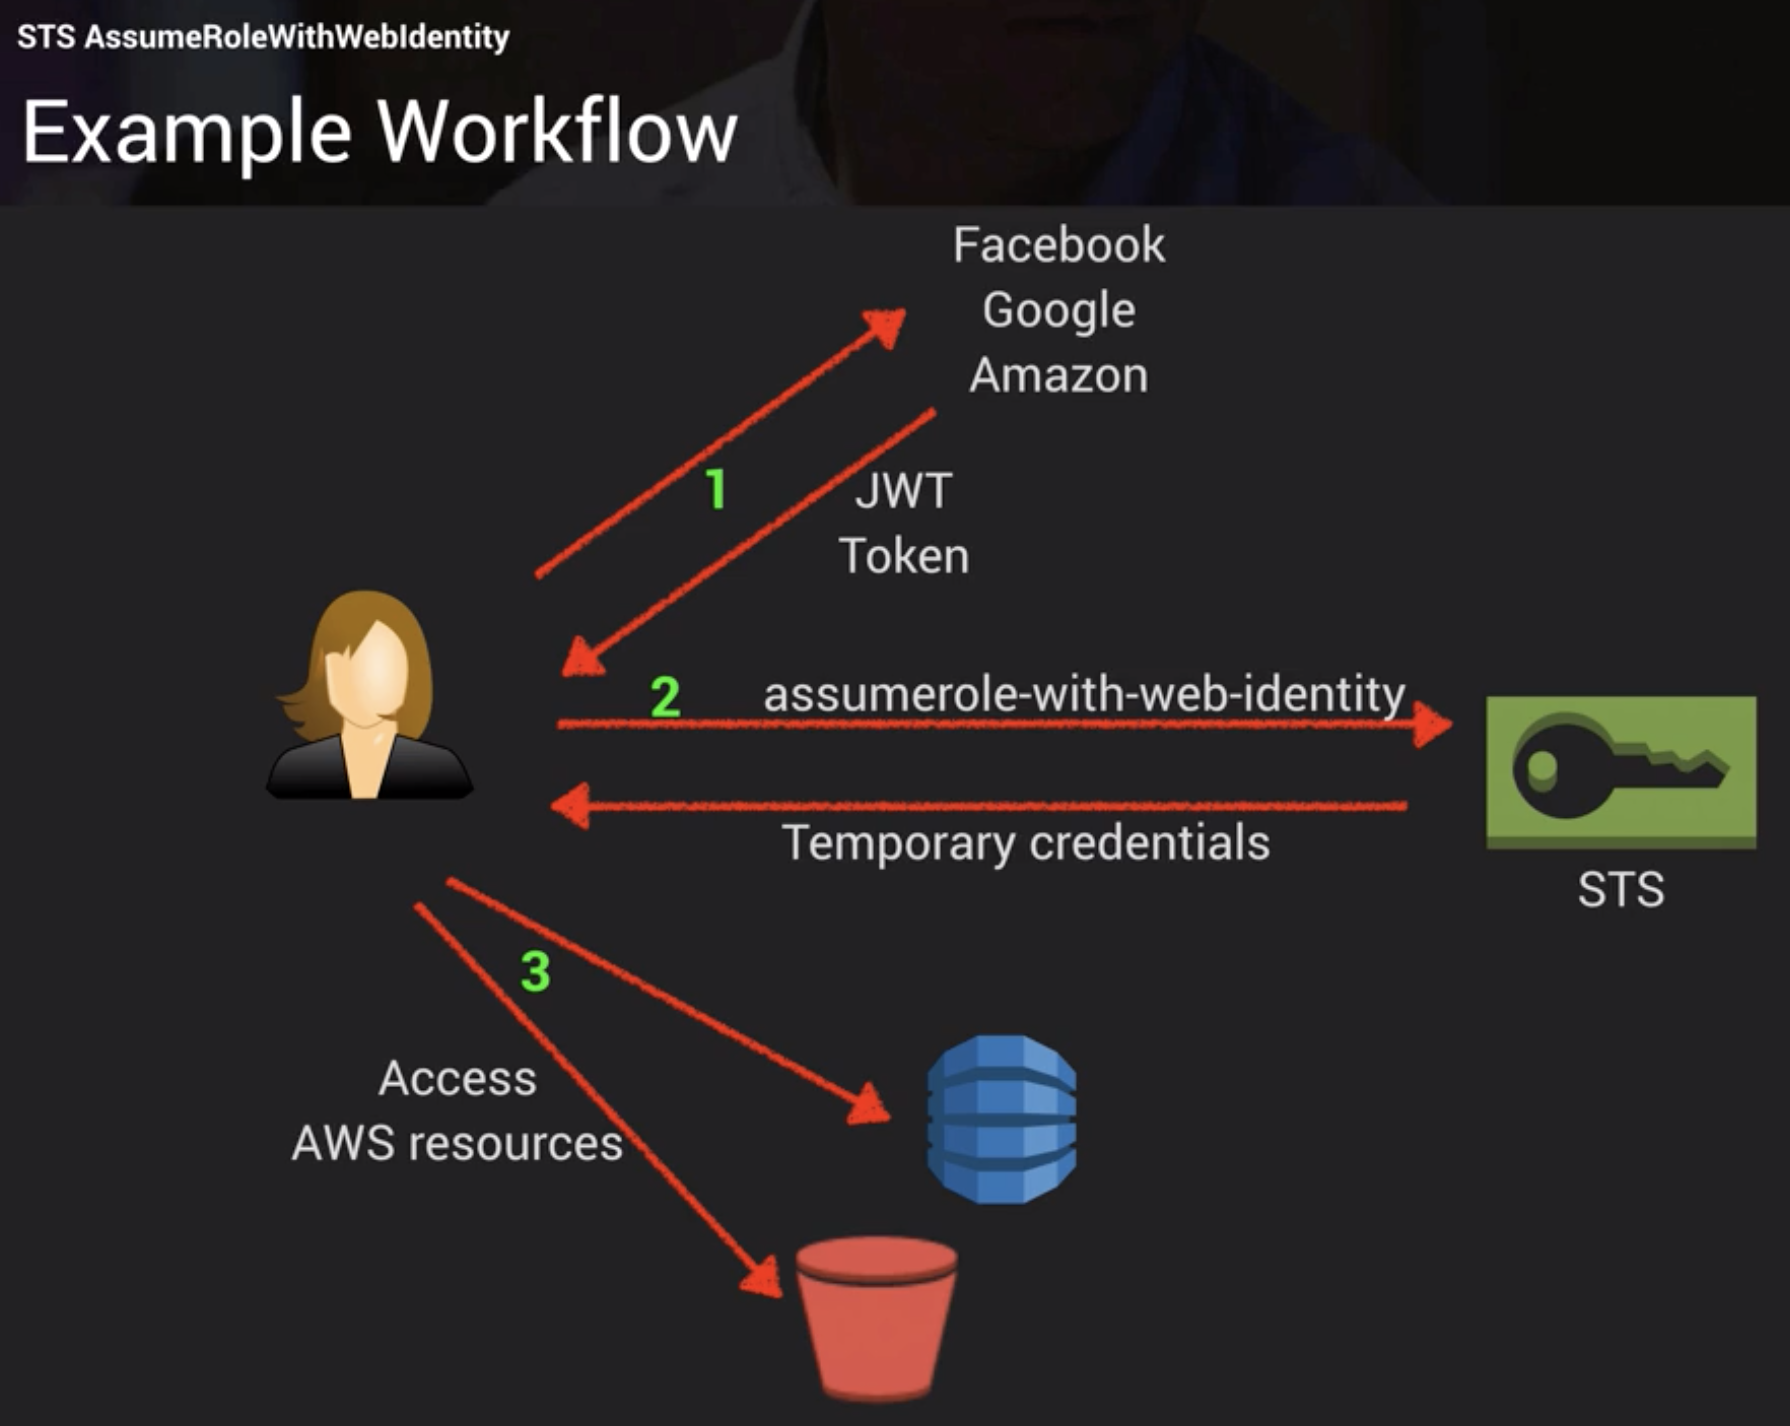 STS AssumeRoleWithWebIdentity
Example Workflow
Facebook
Google
Amazon
1
JWT
Token
2 assumerole-with-web-identity
Temporary credentials
STS
3
Access
AWS resources